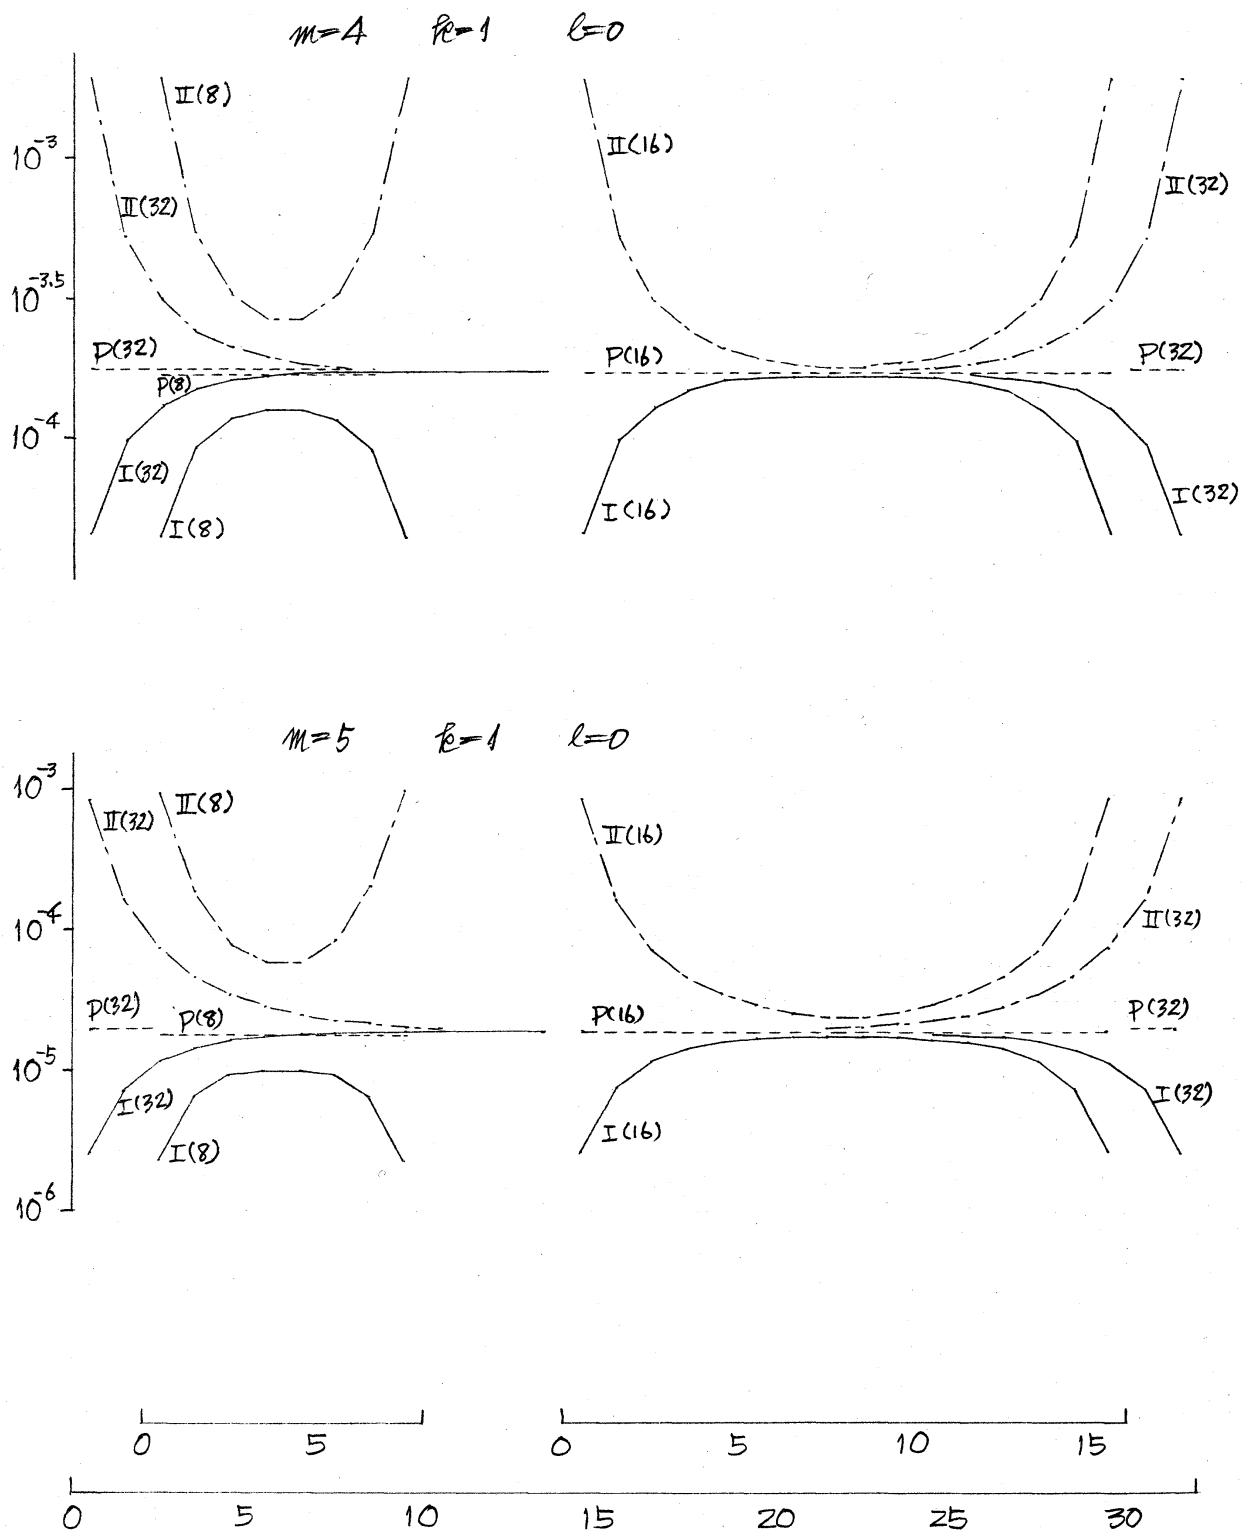 m=4 k=1 l=0
II(8)
10^-3
II(16)
II(32)
II(32)
10^-3.5
P(32)
P(16)
P(32)
P(8)
10^-4
I(32)
I(32)
I(8)
I(16)
m=5 k=1 l=0
10^-3
II(32)
II(8)
II(16)
10^-4
II(32)
P(32)
P(8)
P(16)
P(32)
10^-5
I(32)
I(32)
I(8)
I(16)
10^-6
0 5 0 5 10 15
0 5 10 15 20 25 30